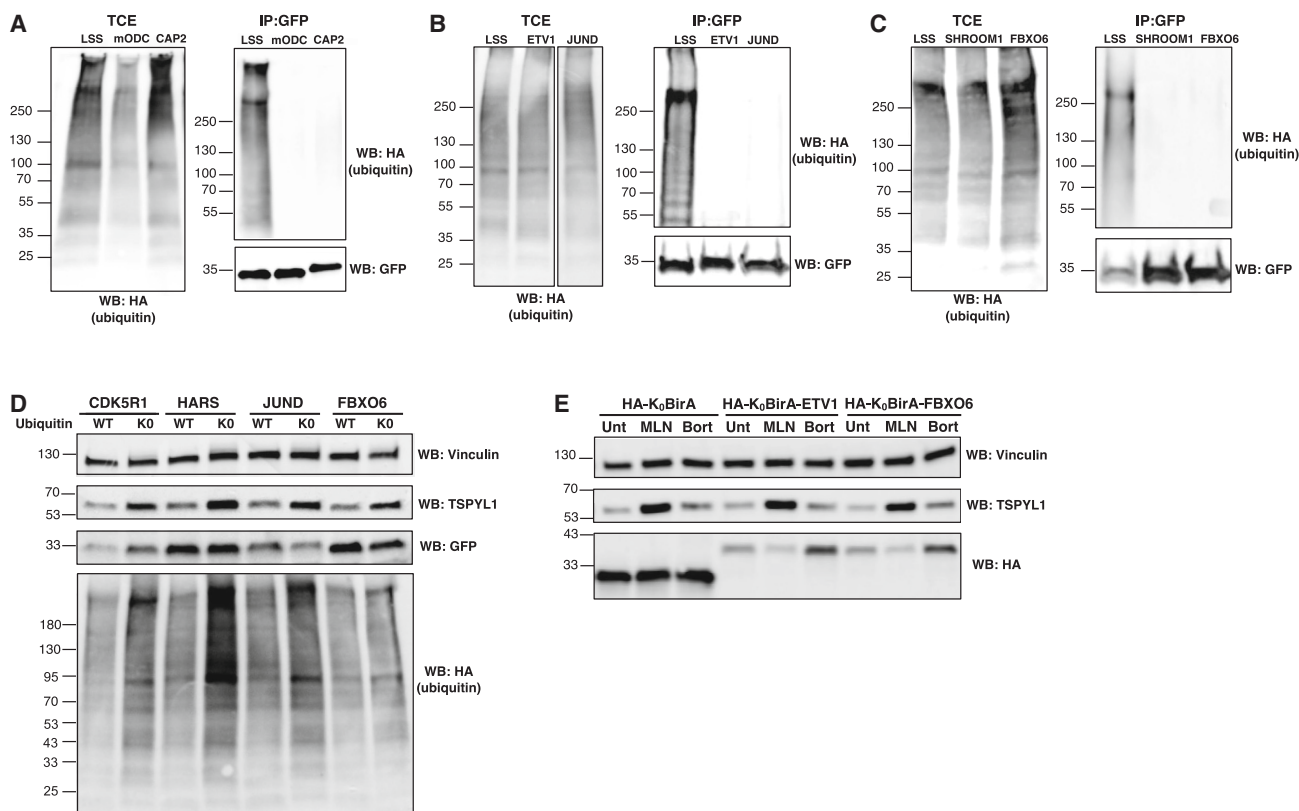 A
TCE
LSS mODC CAP2
250
130
100
70
55
35
25
WB: HA
(ubiquitin)
IP:GFP
LSS mODC CAP2
250
130
100
70
55
WB: HA
(ubiquitin)
35
WB: GFP
B
TCE
LSS ETV1 JUND
250
130
100
70
55
35
25
WB: HA
(ubiquitin)
IP:GFP
LSS ETV1 JUND
250
130
100
70
55
WB: HA
(ubiquitin)
35
WB: GFP
C
TCE
LSS SHROOM1 FBXO6
250
130
100
70
55
35
25
WB: HA
(ubiquitin)
IP:GFP
LSS SHROOM1 FBXO6
250
130
100
70
55
WB: HA
(ubiquitin)
35
WB: GFP
D
CDK5R1 HARS JUND FBXO6
Ubiquitin WT K0 WT K0 WT K0 WT K0
130
WB: Vinculin
70
53
WB: TSPYL1
33
WB: GFP
180
130
95
70
53
43
33
25
WB: HA
(ubiquitin)
E
HA-K₀BirA HA-K₀BirA-ETV1 HA-K₀BirA-FBXO6
Unt MLN Bort Unt MLN Bort Unt MLN Bort
130
WB: Vinculin
70
53
WB: TSPYL1
43
33
WB: HA